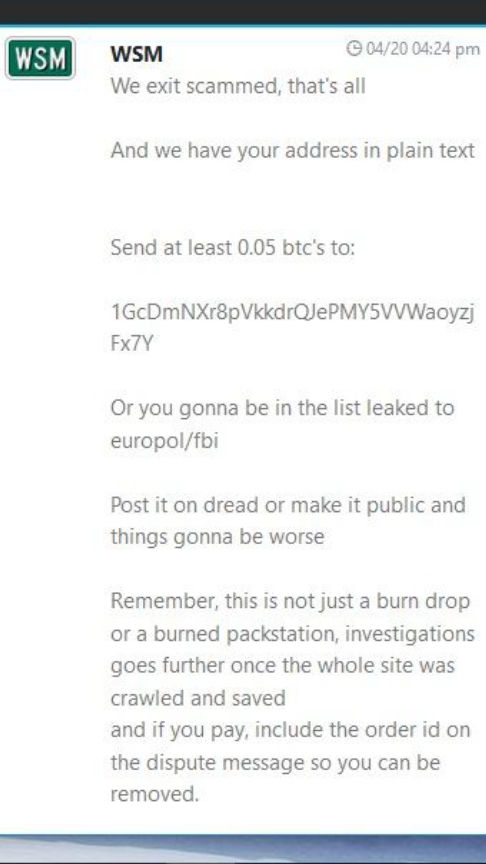 WSM
WSM
04/20 04:24 pm
We exit scammed, that's all
And we have your address in plain text
Send at least 0.05 btc's to:
1GcDmNXr8pVkkdrQJePMY5VVWaoyzj
Fx7Y
Or you gonna be in the list leaked to
europol/fbi
Post it on dread or make it public and
things gonna be worse
Remember, this is not just a burn drop
or a burned packstation, investigations
goes further once the whole site was
crawled and saved
and if you pay, include the order id on
the dispute message so you can be
removed.